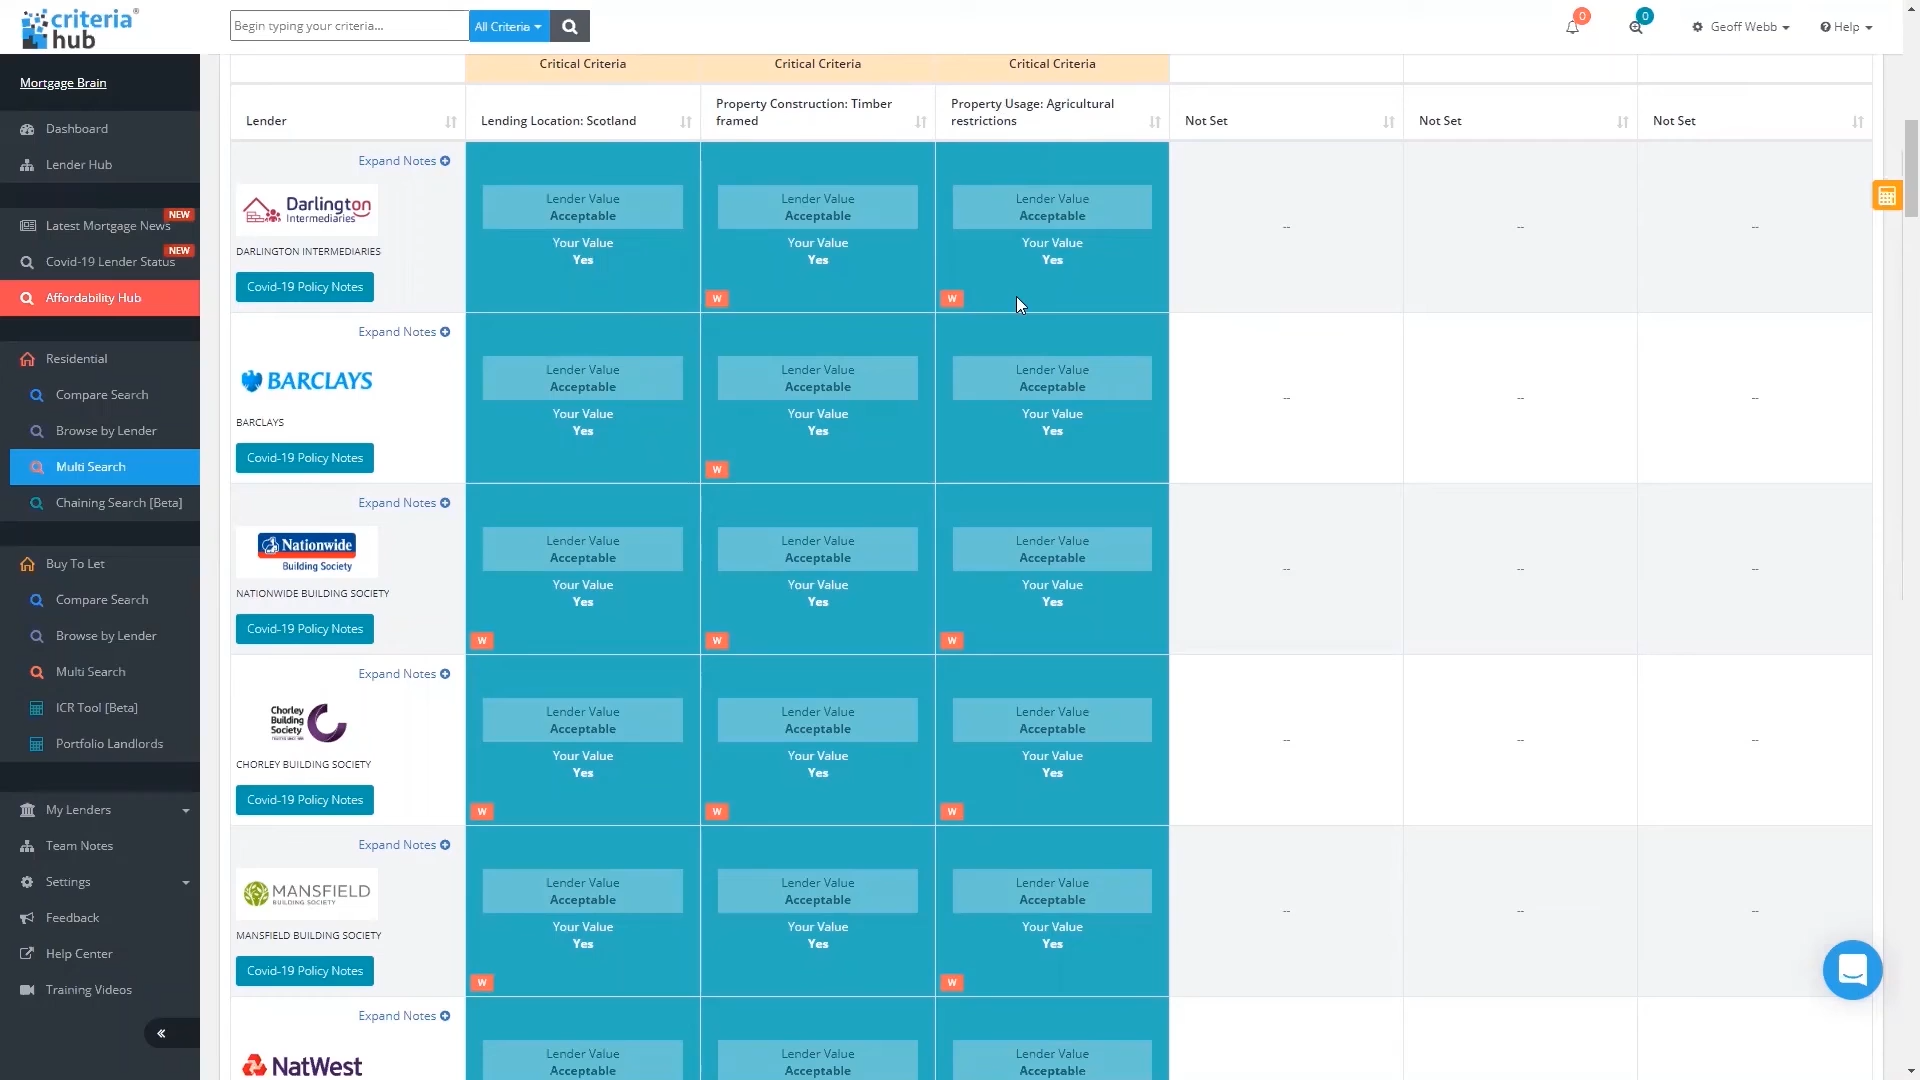 criteria
hub
Begin typing your criteria...
All Criteria
0
0
Geoff Webb
Help
Mortgage Brain
Dashboard
Lender Hub
Latest Mortgage News
NEW
Covid-19 Lender Status
NEW
Affordability Hub
Residential
Compare Search
Browse by Lender
Multi Search
Chaining Search [Beta]
Buy To Let
Compare Search
Browse by Lender
Multi Search
ICR Tool [Beta]
Portfolio Landlords
My Lenders
Team Notes
Settings
Feedback
Help Center
Training Videos
Critical Criteria
Critical Criteria
Critical Criteria
Lender
Lending Location: Scotland
Property Construction: Timber
framed
Property Usage: Agricultural
restrictions
Not Set
Not Set
Not Set
Expand Notes
Darlington
Intermediaries
DARLINGTON INTERMEDIARIES
Covid-19 Policy Notes
Lender Value
Acceptable
Your Value
Yes
Lender Value
Acceptable
Your Value
Yes
W
Lender Value
Acceptable
Your Value
Yes
W
--
--
--
Expand Notes
BARCLAYS
BARCLAYS
Covid-19 Policy Notes
Lender Value
Acceptable
Your Value
Yes
Lender Value
Acceptable
Your Value
Yes
W
Lender Value
Acceptable
Your Value
Yes
--
--
--
Expand Notes
Nationwide
Building Society
NATIONWIDE BUILDING SOCIETY
Covid-19 Policy Notes
Lender Value
Acceptable
Your Value
Yes
W
Lender Value
Acceptable
Your Value
Yes
W
Lender Value
Acceptable
Your Value
Yes
W
--
--
--
Expand Notes
Chorley
Building
Society
CHORLEY BUILDING SOCIETY
Covid-19 Policy Notes
Lender Value
Acceptable
Your Value
Yes
W
Lender Value
Acceptable
Your Value
Yes
W
Lender Value
Acceptable
Your Value
Yes
W
--
--
--
Expand Notes
MANSFIELD
BUILDING SOCIETY
MANSFIELD BUILDING SOCIETY
Covid-19 Policy Notes
Lender Value
Acceptable
Your Value
Yes
W
Lender Value
Acceptable
Your Value
Yes
Lender Value
Acceptable
Your Value
Yes
W
--
--
--
Expand Notes
NatWest
Lender Value
Acceptable
Lender Value
Acceptable
Lender Value
Acceptable